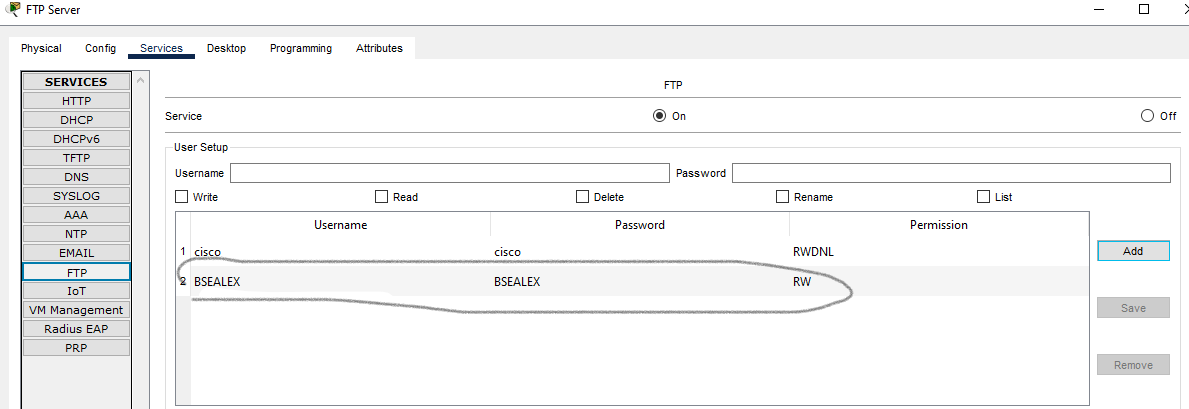 FTP Server
Physical Config Services Desktop Programming Attributes
SERVICES
HTTP
DHCP
DHCPv6
TFTP
DNS
SYSLOG
AAA
NTP
EMAIL
FTP
IoT
VM Management
Radius EAP
PRP
FTP
Service On Off
User Setup
Username Password
Write Read Delete Rename List
Username Password Permission
1 cisco cisco RWDNL
2 BSEALEX BSEALEX RW
Add
Save
Remove